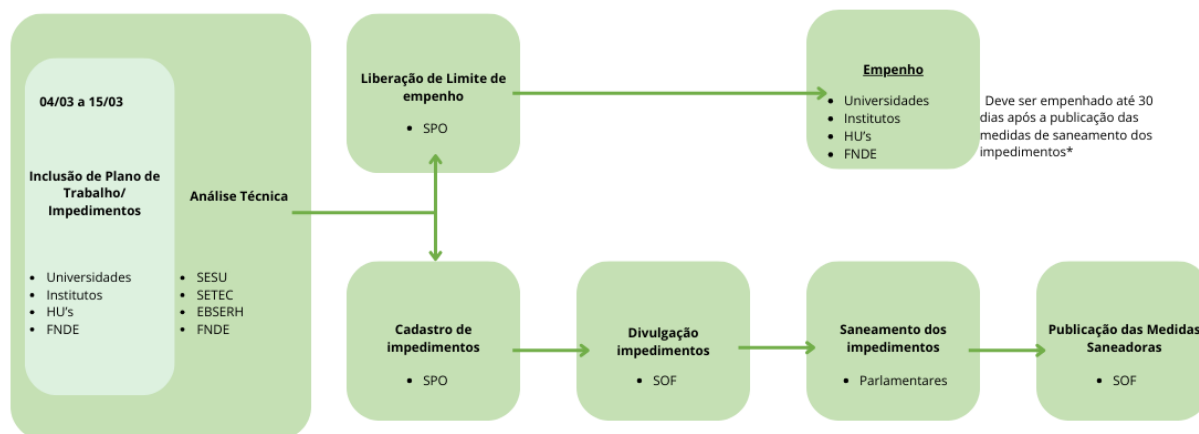 04/03 a 15/03
Inclusão de Plano de
Trabalho/
Impedimentos
• Universidades
• Institutos
• HU's
• FNDE
Análise Técnica
• SESU
• SETEC
• EBSERH
• FNDE
Liberação de Limite de
empenho
• SPO
Empenho
• Universidades
• Institutos
• HU's
• FNDE
Deve ser empenhado até 30
dias após a publicação das
medidas de saneamento dos
impedimentos*
Cadastro de
impedimentos
• SPO
Divulgação
impedimentos
• SOF
Saneamento dos
impedimentos
• Parlamentares
Publicação das Medidas
Saneadoras
• SOF